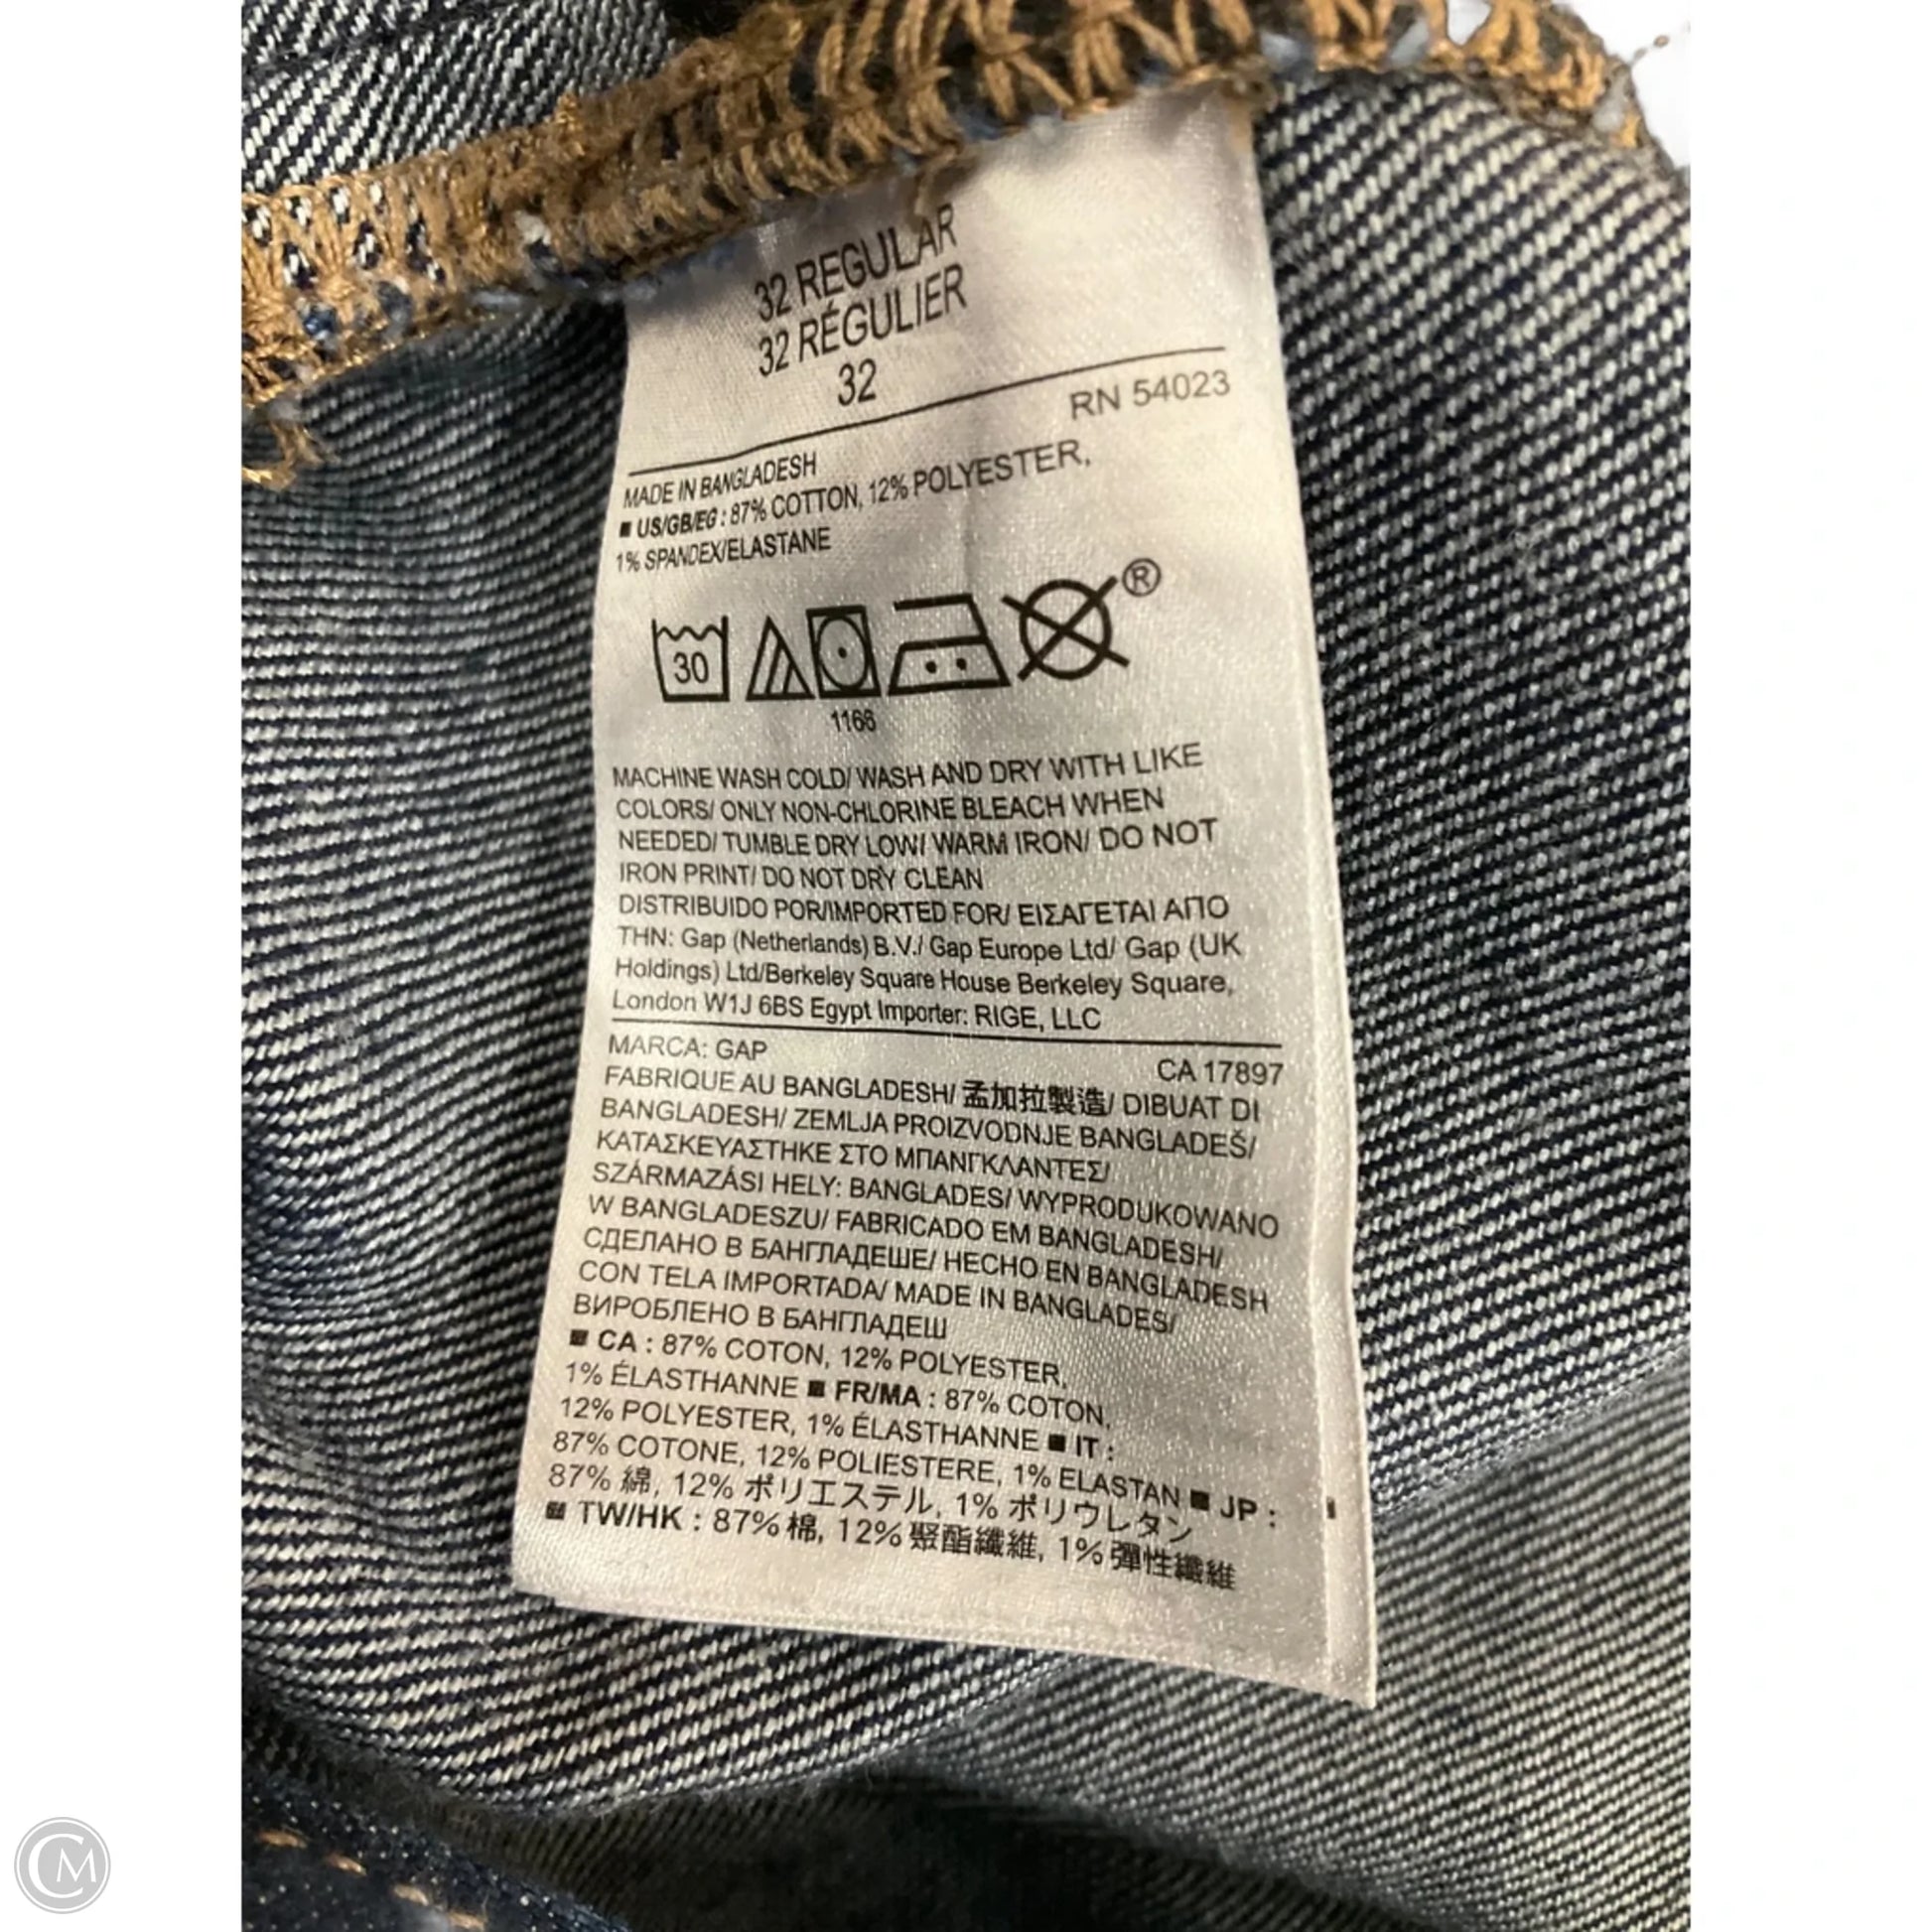 32 REGULAR
32 RÉGULIER
32
RN 54023
MADE IN BANGLADESH
■ US/GB/EG : 87% COTTON, 12% POLYESTER,
1% SPANDEX/ELASTANE
30
®
1166
MACHINE WASH COLD/ WASH AND DRY WITH LIKE
COLORS/ ONLY NON-CHLORINE BLEACH WHEN
NEEDED/ TUMBLE DRY LOW/ WARM IRON/ DO NOT
IRON PRINT/ DO NOT DRY CLEAN
DISTRIBUIDO POR/IMPORTED FOR/ ΕΙΣΑΓΕΤΑΙ ΑΠΟ
ΤΗΝ: Gap (Netherlands) B.V./ Gap Europe Ltd/ Gap (UK
Holdings) Ltd/Berkeley Square House Berkeley Square,
London W1J 6BS Egypt Importer: RIGE, LLC
MARCA: GAP
CA 17897
FABRIQUE AU BANGLADESH/ 孟加拉製造/ DIBUAT DI
BANGLADESH/ ZEMLJA PROIZVODNJE BANGLADEŠ/
ΚΑΤΑΣΚΕΥΑΣΤΗΚΕ ΣΤΟ ΜΠΑΝΓΚΛΑΝΤΕΣ/
SZÁRMAZÁSI HELY: BANGLADES/ WYPRODUKOWANO
W BANGLADESZU/ FABRICADO EM BANGLADESH/
СДЕЛАНО В БАНГЛАДЕШЕ/ HECHO EN BANGLADESH
CON TELA IMPORTADA/ MADE IN BANGLADES/
ВИРОБЛЕНО В БАНГЛАДЕШ
■ CA : 87% COTON, 12% POLYESTER,
1% ÉLASTHANNE ■ FR/MA : 87% COTON,
12% POLYESTER, 1% ÉLASTHANNE ■ IT :
87% COTONE, 12% POLIESTERE, 1% ELASTAN ■ JP :
87% 綿, 12% ポリエステル, 1% ポリウレタン
■ TW/HK : 87% 棉, 12% 聚酯纖維, 1% 彈性纖維
CM